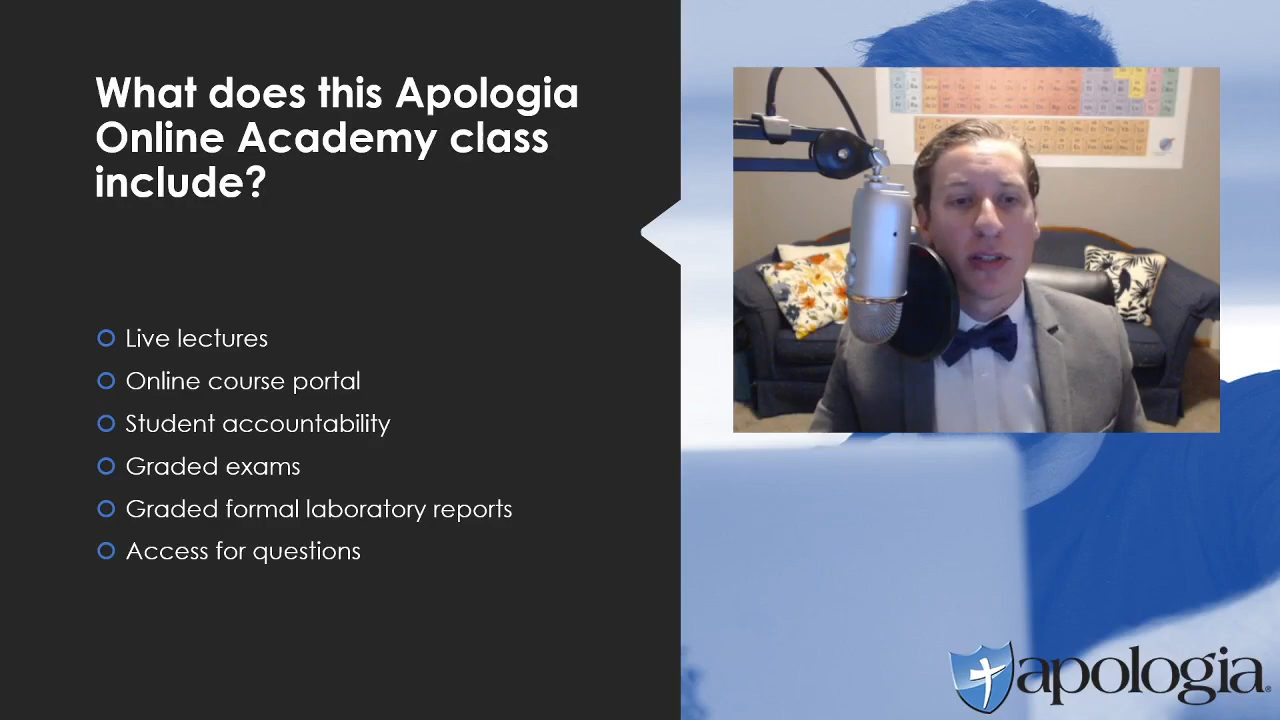 What does this Apologia
Online Academy class
include?
Live lectures
Online course portal
Student accountability
Graded exams
Graded formal laboratory reports
Access for questions
apologia